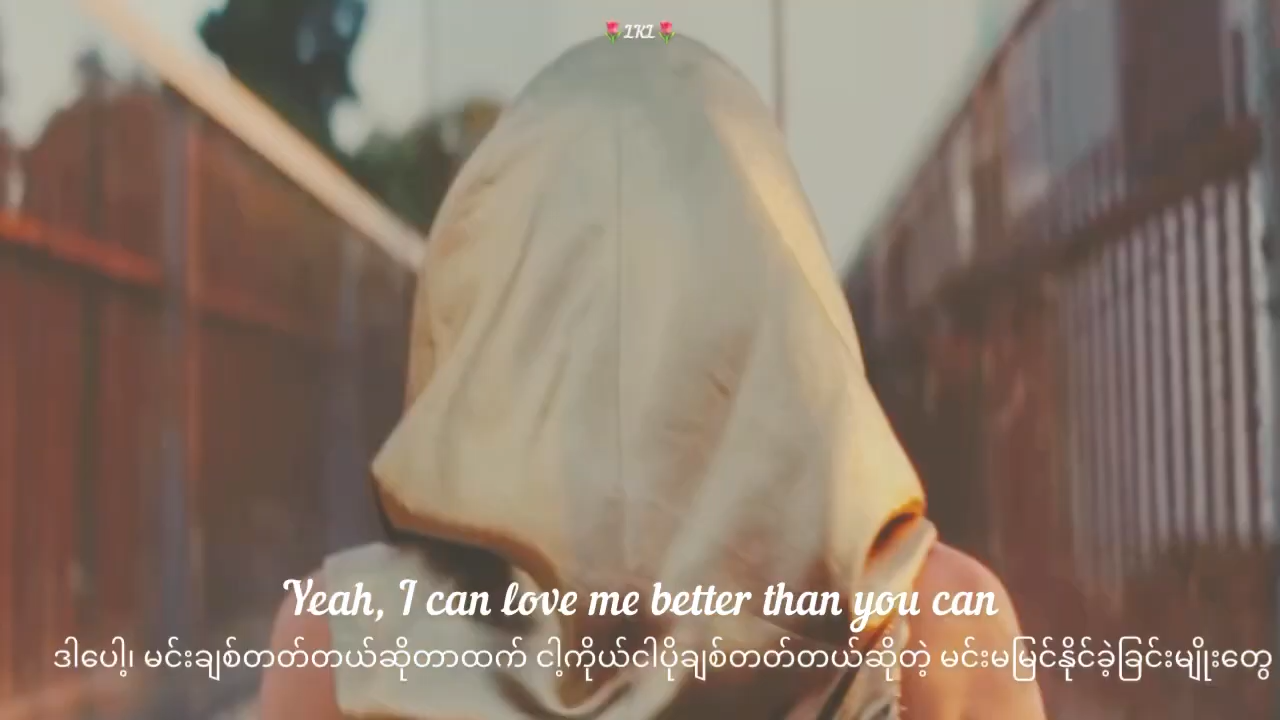 🌹IKI🌹
Yeah, I can love me better than you can
ဒါပေါ့၊ မင်းချစ်တတ်တယ်ဆိုတာထက် ငါ့ကိုယ်ငါပိုချစ်တတ်တယ်ဆိုတဲ့ မင်းမမြင်နိုင်ခဲ့ခြင်းမျိုးတွေ